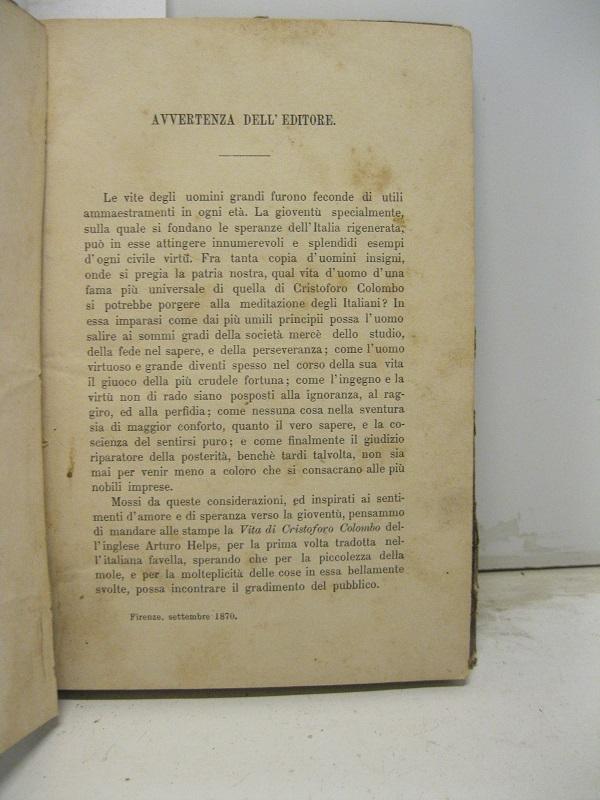 AVVERTENZA DELL' EDITORE.
Le vite degli uomini grandi furono feconde di utili
ammaestramenti in ogni età. La gioventù specialmente,
sulla quale si fondano le speranze dell'Italia rigenerata,
può in esse attingere innumerevoli e splendidi esempi
d'ogni civile virtù. Fra tanta copia d'uomini insigni,
onde si pregia la patria nostra, qual vita d'uomo d'una
fama più universale di quella di Cristoforo Colombo
si potrebbe porgere alla meditazione degli Italiani? In
essa imparasi come dai più umili principii possa l'uomo
salire ai sommi gradi della società mercè dello studio,
della fede nel sapere, e della perseveranza; come l'uomo
virtuoso e grande diventi spesso nel corso della sua vita
il giuoco della più crudele fortuna; come l'ingegno e la
virtù non di rado siano posposti alla ignoranza, al rag-
giro, ed alla perfidia; come nessuna cosa nella sventura
sia di maggior conforto, quanto il vero sapere, e la co-
scienza del sentirsi puro; e come finalmente il giudizio
riparatore della posterità, benchè tardi talvolta, non sia
mai per venir meno a coloro che si consacrano alle più
nobili imprese.
Mossi da queste considerazioni, ed inspirati ai senti-
menti d'amore e di speranza verso la gioventù, pensammo
di mandare alle stampe la Vita di Cristoforo Colombo del-
l'inglese Arturo Helps, per la prima volta tradotta nel-
l'italiana favella, sperando che per la piccolezza della
mole, e per la molteplicità delle cose in essa bellamente
svolte, possa incontrare il gradimento del pubblico.
Firenze, settembre 1870.